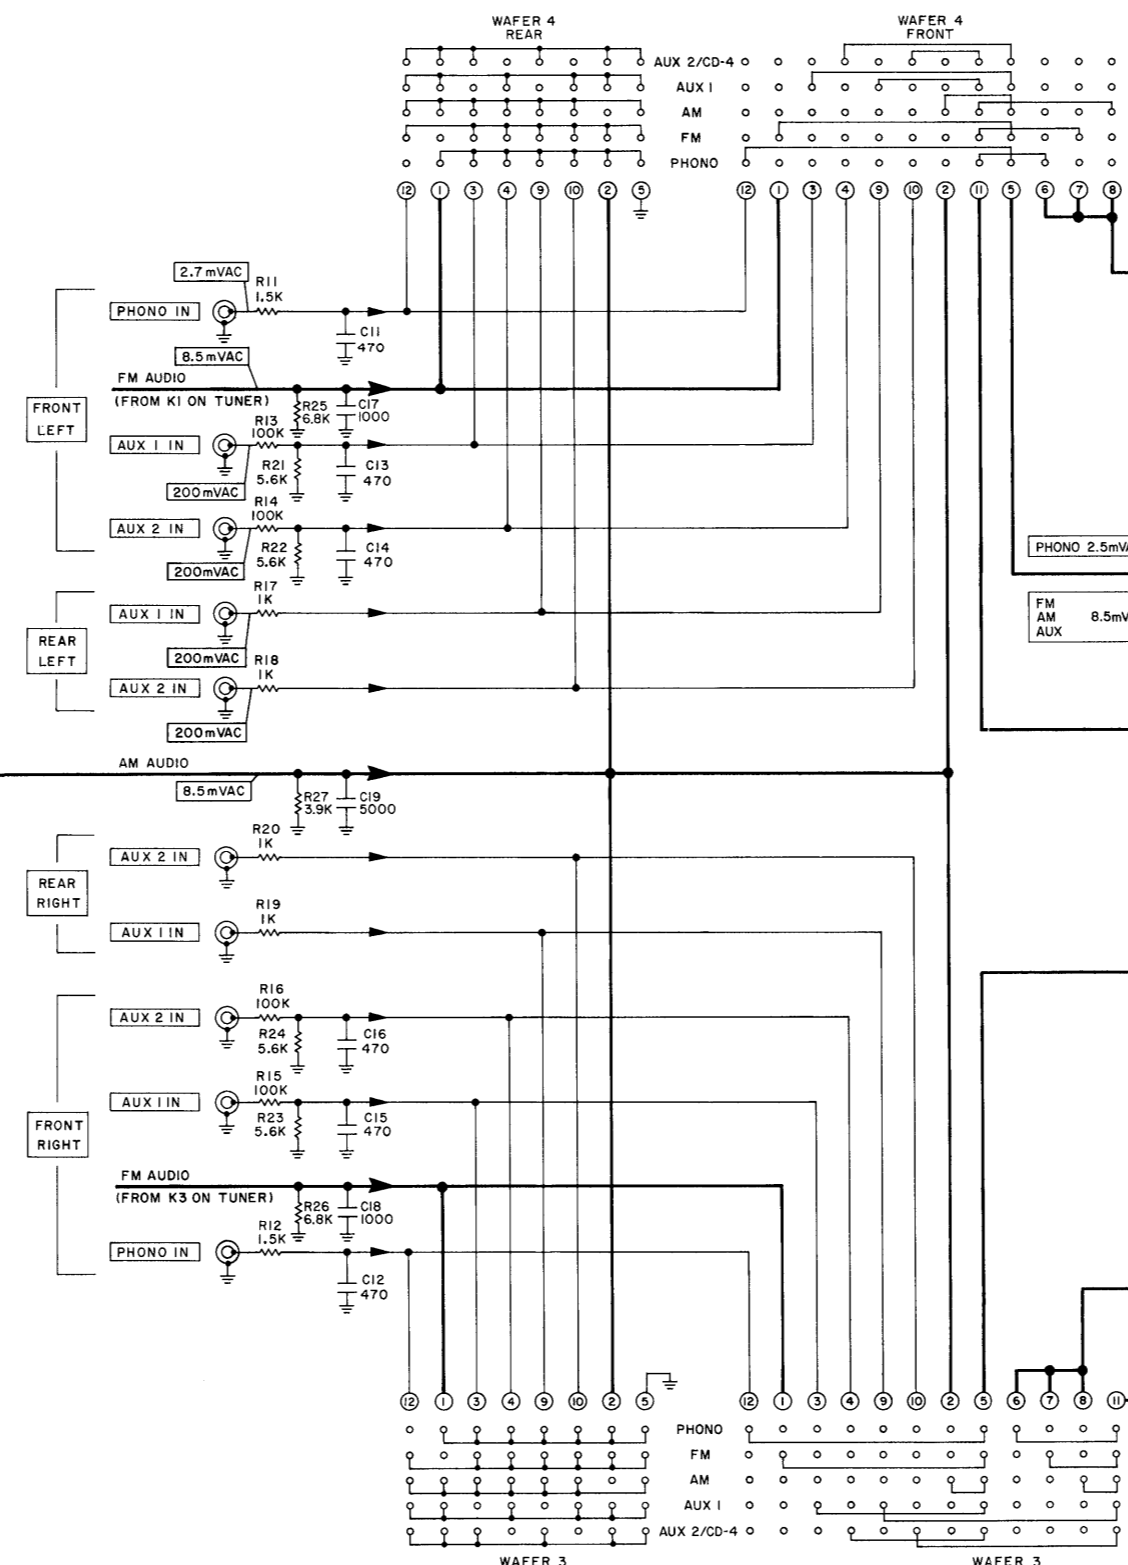 WAFER 4
REAR
WAFER 4
FRONT
AUX 2/CD-4
AUX 1
AM
FM
PHONO
12 1 3 4 9 10 2 5
12 1 3 4 9 10 2 11 5 6 7 8
2.7 mVAC
R11
1.5K
PHONO IN
C11
470
8.5 mVAC
FM AUDIO
(FROM K1 ON TUNER)
R25
6.8K
C17
1000
FRONT
LEFT
R13
100K
AUX 1 IN
R21
5.6K
C13
470
200mVAC
R14
100K
AUX 2 IN
R22
5.6K
C14
470
200mVAC
PHONO 2.5mV
R17
1K
AUX 1 IN
FM
AM 8.5mV
AUX
REAR
LEFT
200mVAC
R18
1K
AUX 2 IN
200mVAC
AM AUDIO
8.5mVAC
R27
3.9K
C19
5000
R20
1K
AUX 2 IN
REAR
RIGHT
R19
1K
AUX 1 IN
R16
100K
AUX 2 IN
R24
5.6K
C16
470
R15
100K
AUX 1 IN
R23
5.6K
C15
470
FRONT
RIGHT
FM AUDIO
(FROM K3 ON TUNER)
R26
6.8K
C18
1000
R12
1.5K
PHONO IN
C12
470
12 1 3 4 9 10 2 5
12 1 3 4 9 10 2 5 6 7 8 11
PHONO
FM
AM
AUX 1
AUX 2/CD-4
WAFER 3
WAFER 3